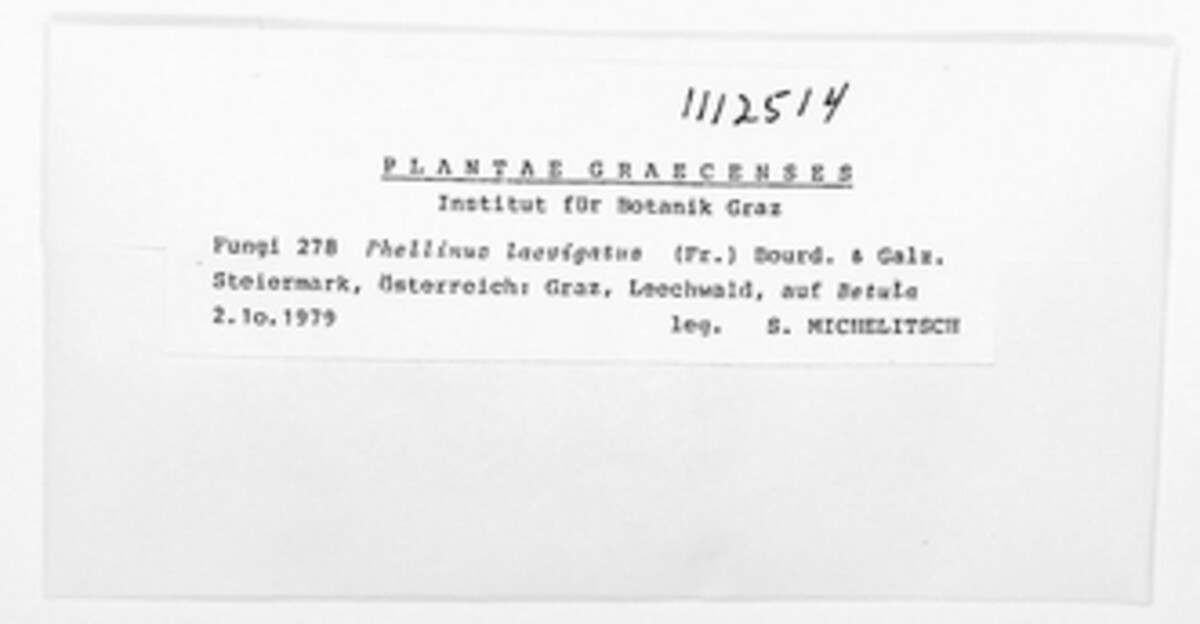 1112514
PLANTAE GRAECENSES
Institut für Botanik Graz
Fungi 278 Phellinus laevigatus (Fr.) Bourd. & Galz.
Steiermark, Österreich: Graz, Leechwald, auf Betula
2.10.1979 leg. S. MICHELITSCH